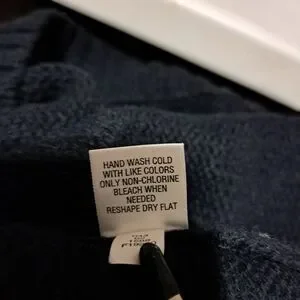 HAND WASH COLD
WITH LIKE COLORS
ONLY NON-CHLORINE
BLEACH WHEN
NEEDED
RESHAPE DRY FLAT